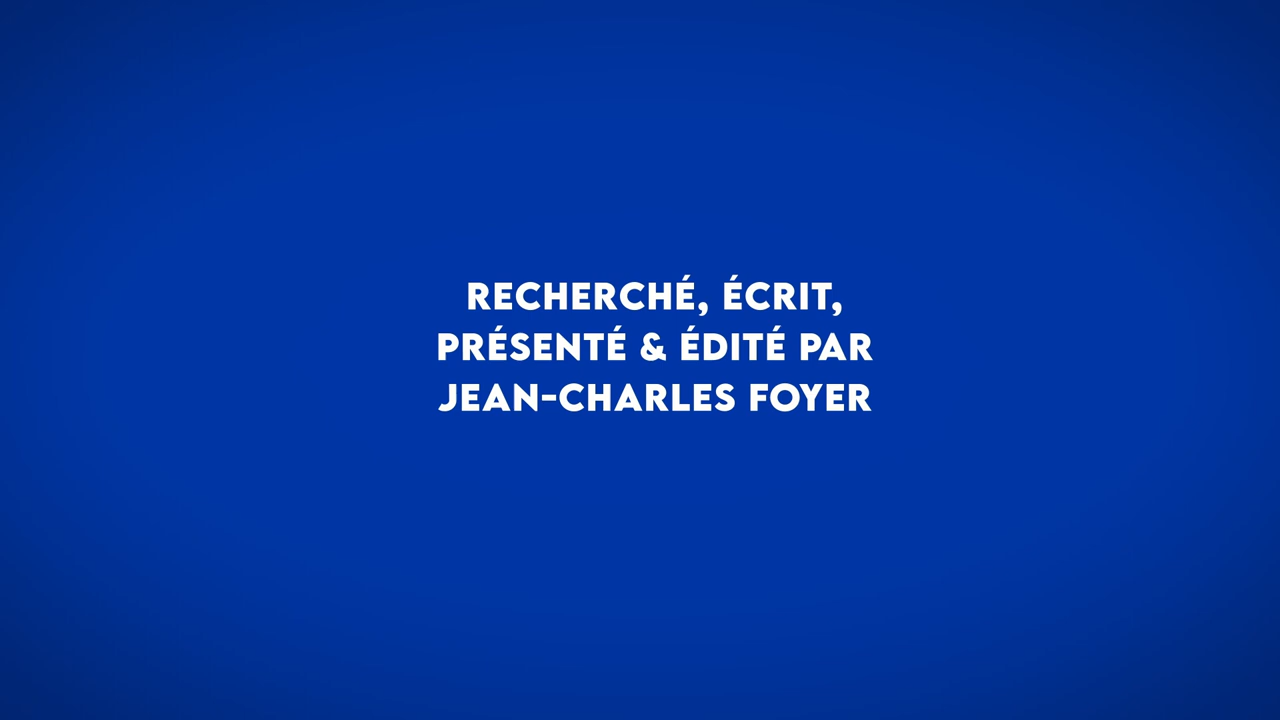 RECHERCHÉ, ÉCRIT,
PRÉSENTÉ & ÉDITÉ PAR
JEAN-CHARLES FOYER